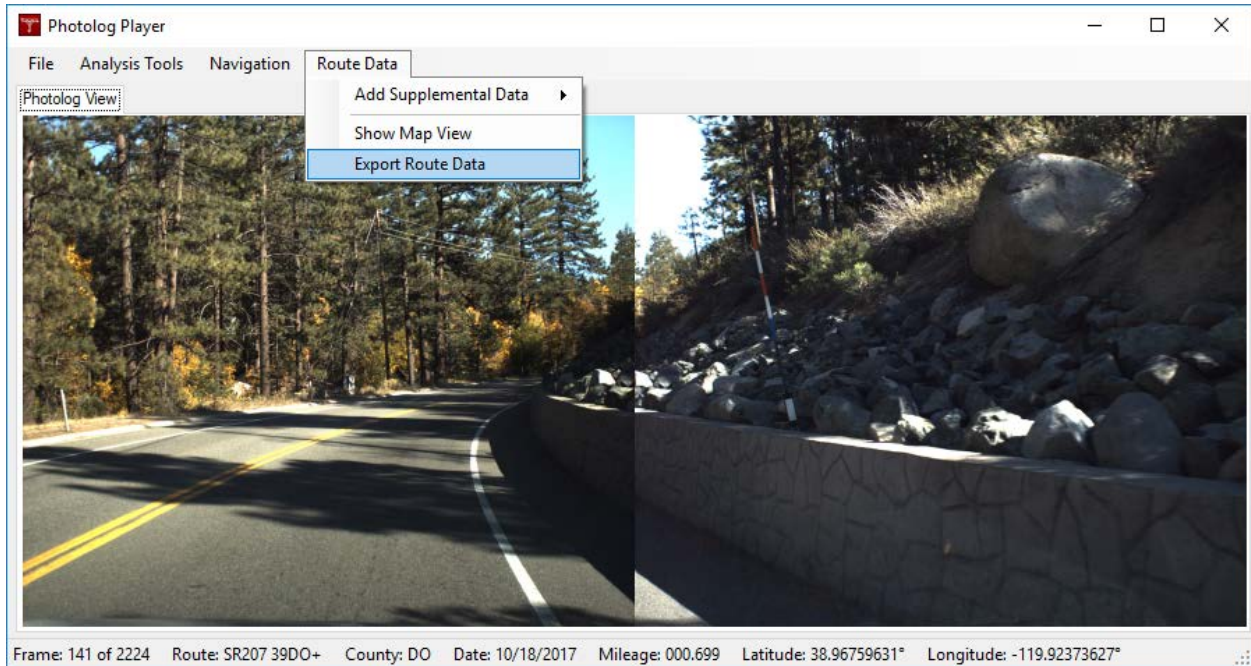 Photolog Player
File Analysis Tools Navigation Route Data
Add Supplemental Data
Photolog View
Show Map View
Export Route Data
Frame: 141 of 2224 Route: SR207 39DO+ County: DO Date: 10/18/2017 Mileage: 000.699 Latitude: 38.96759631° Longitude: -119.92373627°